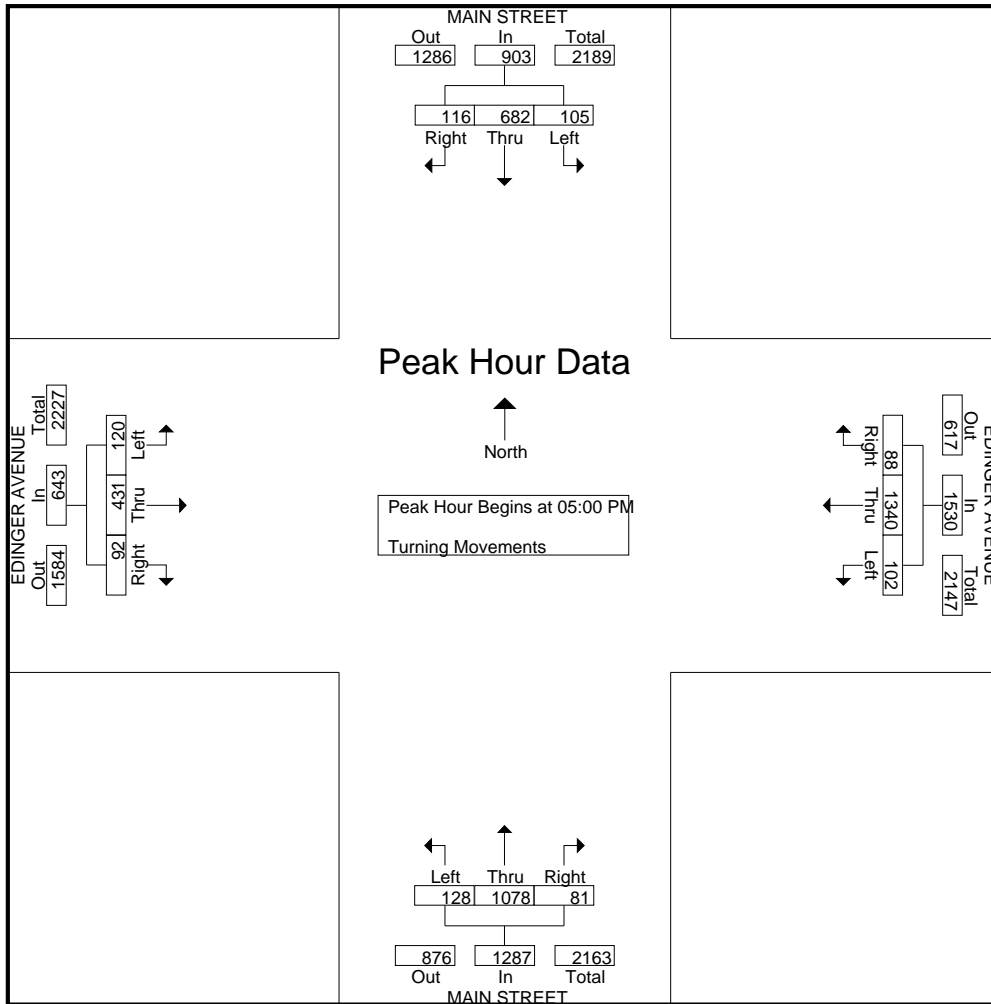 MAIN STREET
Out In Total
1286 903 2189
116 682 105
Right Thru Left
Peak Hour Data
North
Peak Hour Begins at 05:00 PM
Turning Movements
EDINGER AVENUE
Total In Out
2227 643 1584
120 431 92
Left Thru Right
Right Thru Left
88 1340 102
617 1530 2147
Out In Total
EDINGER AVENUE
Left Thru Right
128 1078 81
876 1287 2163
Out In Total
MAIN STREET